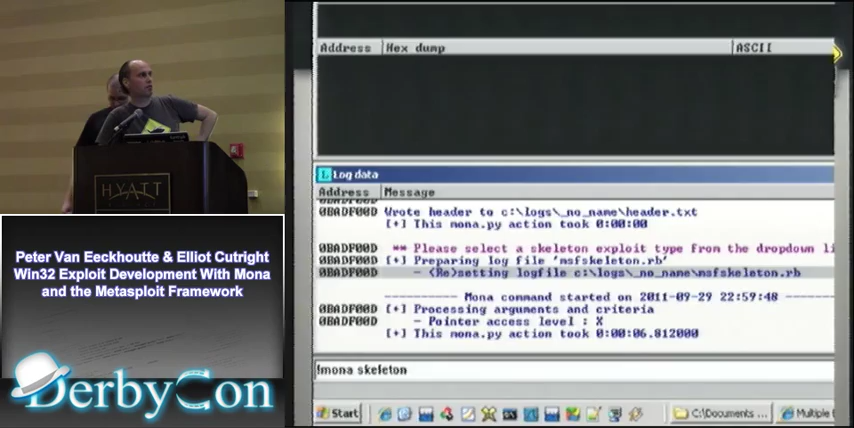 HYATT
Peter Van Eeckhoutte & Elliot Cutright
Win32 Exploit Development With Mona
and the Metasploit Framework
DerbyCon
Address Hex dump ASCII
Log data
Address Message
0BADF00D Wrote header to c:\logs\_no_name\header.txt
[+] This mona.py action took 0:00:00
0BADF00D ** Please select a skeleton exploit type from the dropdown li
0BADF00D [+] Preparing log file 'msfskeleton.rb'
0BADF00D - (Re)setting logfile c:\logs\_no_name\msfskeleton.rb
---------- Mona command started on 2011-09-29 22:59:48 ----------
0BADF00D [+] Processing arguments and criteria
0BADF00D - Pointer access level : X
[+] This mona.py action took 0:00:06.812000
!mona skeleton
Start C:\Documents ... Multiple